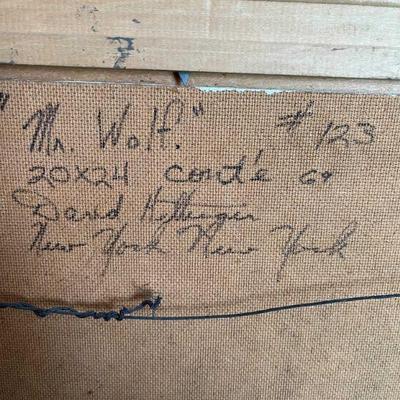 "Mr. Wolf." #123
20x24 conté 69
David Hettinger
New York New York